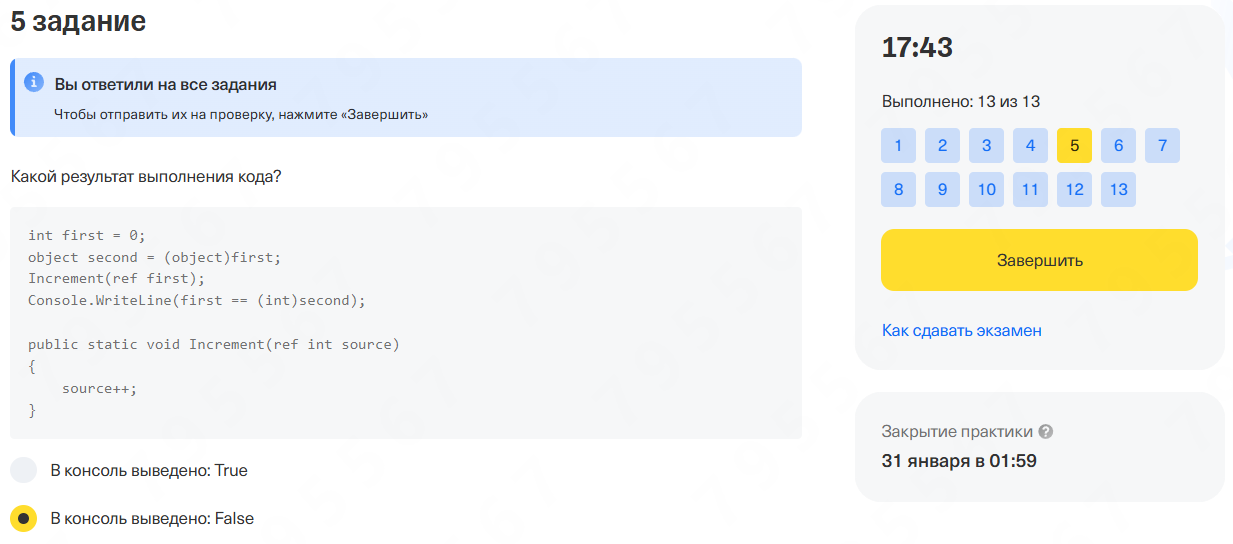 5 задание
Вы ответили на все задания
Чтобы отправить их на проверку, нажмите «Завершить»
Какой результат выполнения кода?
int first = 0;
object second = (object)first;
Increment(ref first);
Console.WriteLine(first == (int)second);
public static void Increment(ref int source)
{
    source++;
}
В консоль выведено: True
В консоль выведено: False
17:43
Выполнено: 13 из 13
1 2 3 4 5 6 7
8 9 10 11 12 13
Завершить
Как сдавать экзамен
Закрытие практики
31 января в 01:59